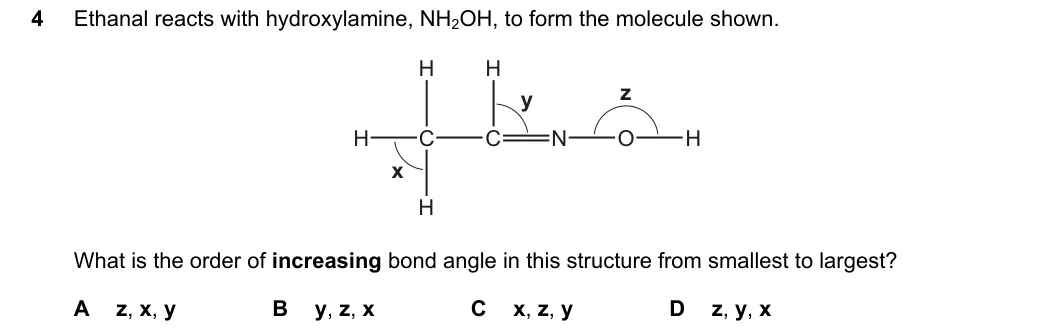 4 Ethanal reacts with hydroxylamine, NH₂OH, to form the molecule shown.
H H
y z
H C C N O H
x
H
What is the order of increasing bond angle in this structure from smallest to largest?
A z, x, y B y, z, x C x, z, y D z, y, x